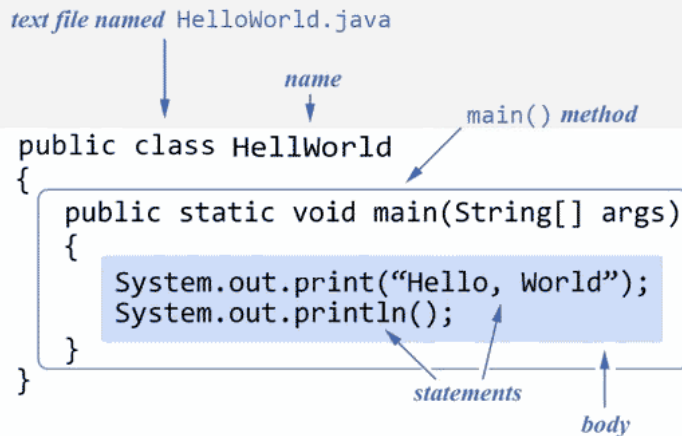 text file named HelloWorld.java
name
main() method
public class HellWorld
{
public static void main(String[] args)
{
System.out.print(“Hello, World”);
System.out.println();
}
}
statements
body